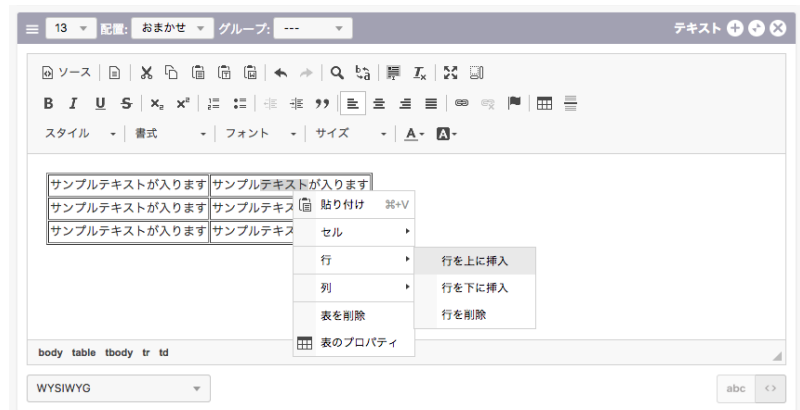 13 配置: おまかせ グループ: --- テキスト
ソース
B I U S x₂ x² Iₓ
スタイル 書式 フォント サイズ A A
サンプルテキストが入ります サンプルテキストが入ります
サンプルテキストが入ります サンプルテキス
サンプルテキストが入ります サンプルテキス
貼り付け ⌘+V
セル
行
行を上に挿入
行を下に挿入
行を削除
列
表を削除
表のプロパティ
body table tbody tr td
WYSIWYG abc <>